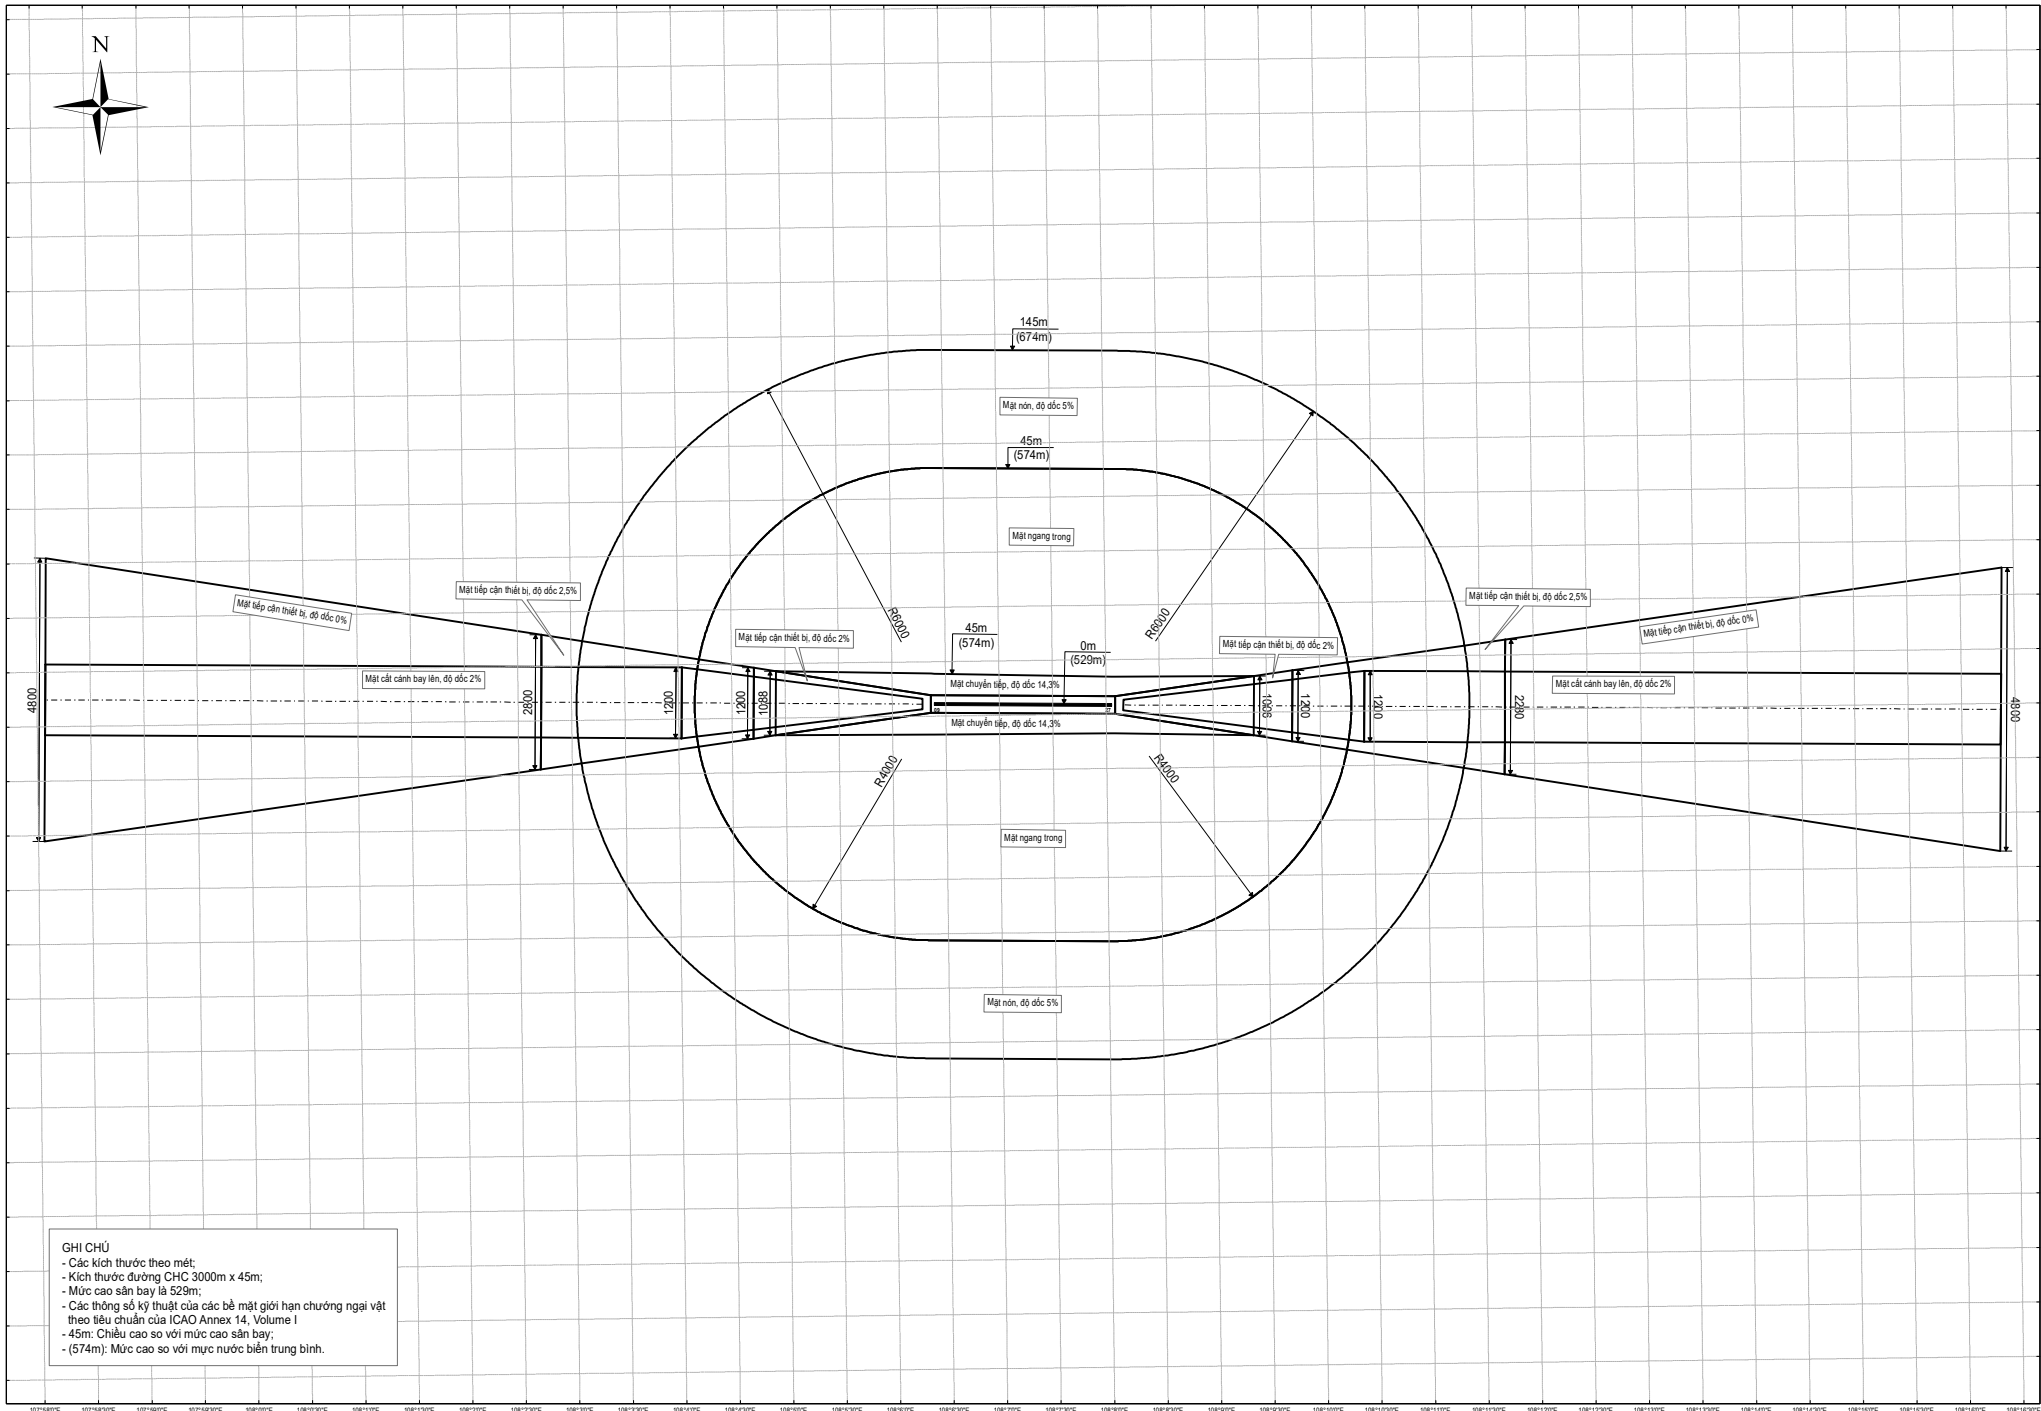 N
145m
(674m)
Mặt nón, độ dốc 5%
45m
(574m)
Mặt ngang trong
Mặt tiếp cận thiết bị, độ dốc 0%
Mặt tiếp cận thiết bị, độ dốc 2,5%
Mặt tiếp cận thiết bị, độ dốc 2%
R6000
45m
(574m)
0m
(529m)
R6000
Mặt tiếp cận thiết bị, độ dốc 2%
Mặt tiếp cận thiết bị, độ dốc 2,5%
Mặt tiếp cận thiết bị, độ dốc 0%
Mặt cất cánh bay lên, độ dốc 2%
Mặt chuyển tiếp, độ dốc 14,3%
Mặt cất cánh bay lên, độ dốc 2%
4800
2800
1200
1200
1088
09
27
1006
1200
1210
2280
4800
Mặt chuyển tiếp, độ dốc 14,3%
R4000
R4000
Mặt ngang trong
Mặt nón, độ dốc 5%
GHI CHÚ
- Các kích thước theo mét;
- Kích thước đường CHC 3000m x 45m;
- Mức cao sân bay là 529m;
- Các thông số kỹ thuật của các bề mặt giới hạn chướng ngại vật
theo tiêu chuẩn của ICAO Annex 14, Volume I
- 45m: Chiều cao so với mức cao sân bay;
- (574m): Mức cao so với mực nước biển trung bình.